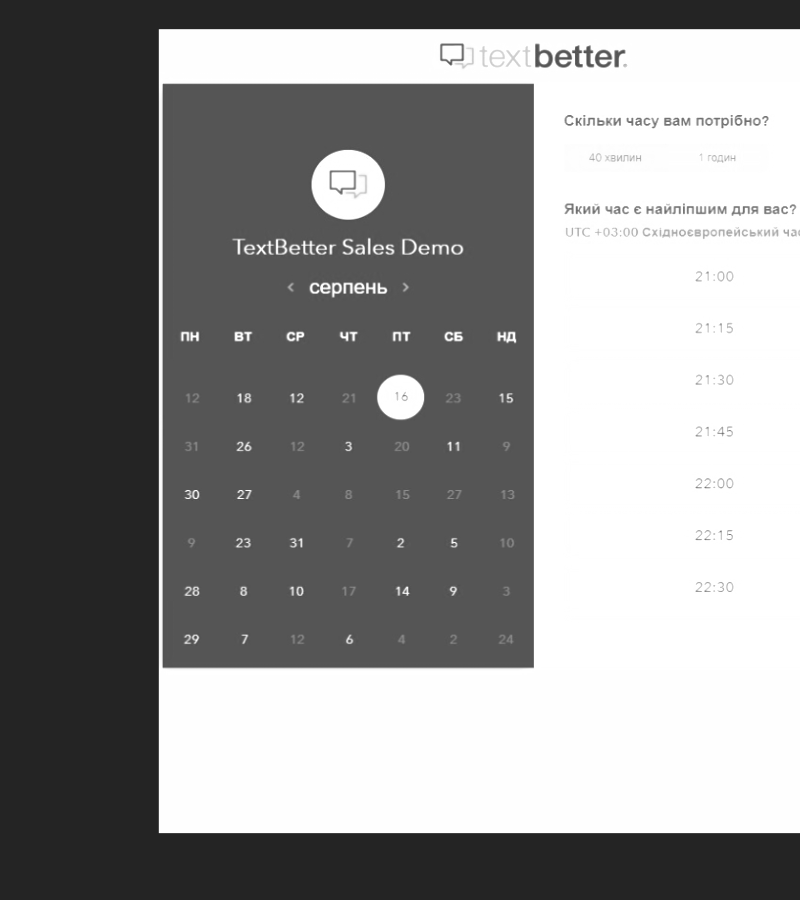 textbetter.
TextBetter Sales Demo
< серпень >
ПН ВТ СР ЧТ ПТ СБ НД
12 18 12 21 16 23 15
31 26 12 3 20 11 9
30 27 4 8 15 27 13
9 23 31 7 2 5 10
28 8 10 17 14 9 3
29 7 12 6 4 2 24
Скільки часу вам потрібно?
40 хвилин 1 годин
Який час є найліпшим для вас?
UTC +03:00 Східноєвропейський час
21:00
21:15
21:30
21:45
22:00
22:15
22:30